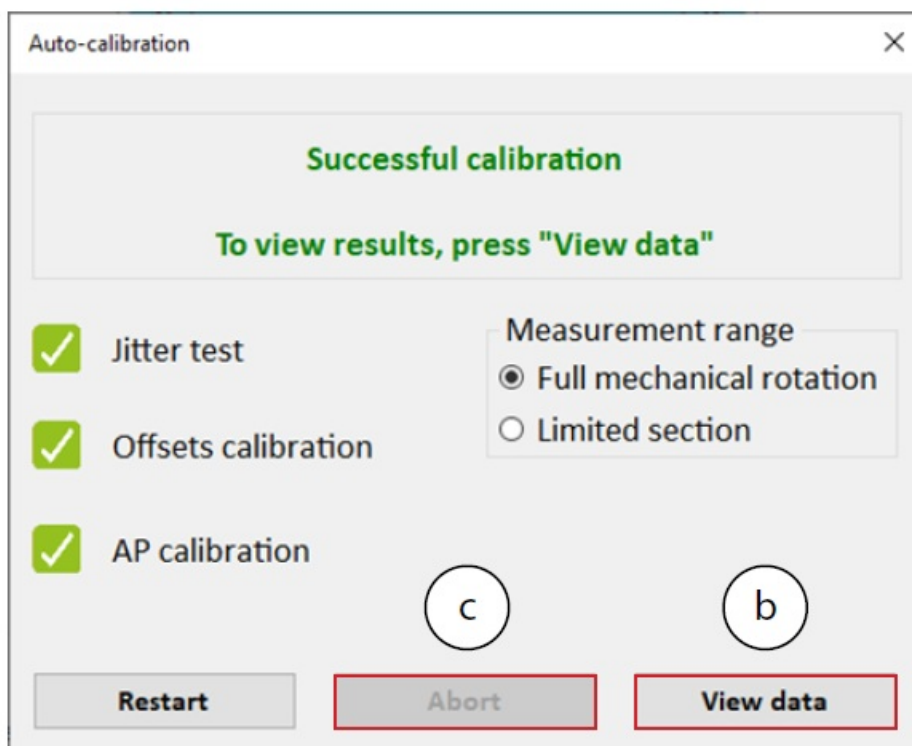 Auto-calibration
Successful calibration
To view results, press "View data"
Jitter test
Offsets calibration
AP calibration
Measurement range
Full mechanical rotation
Limited section
c
b
Restart
Abort
View data